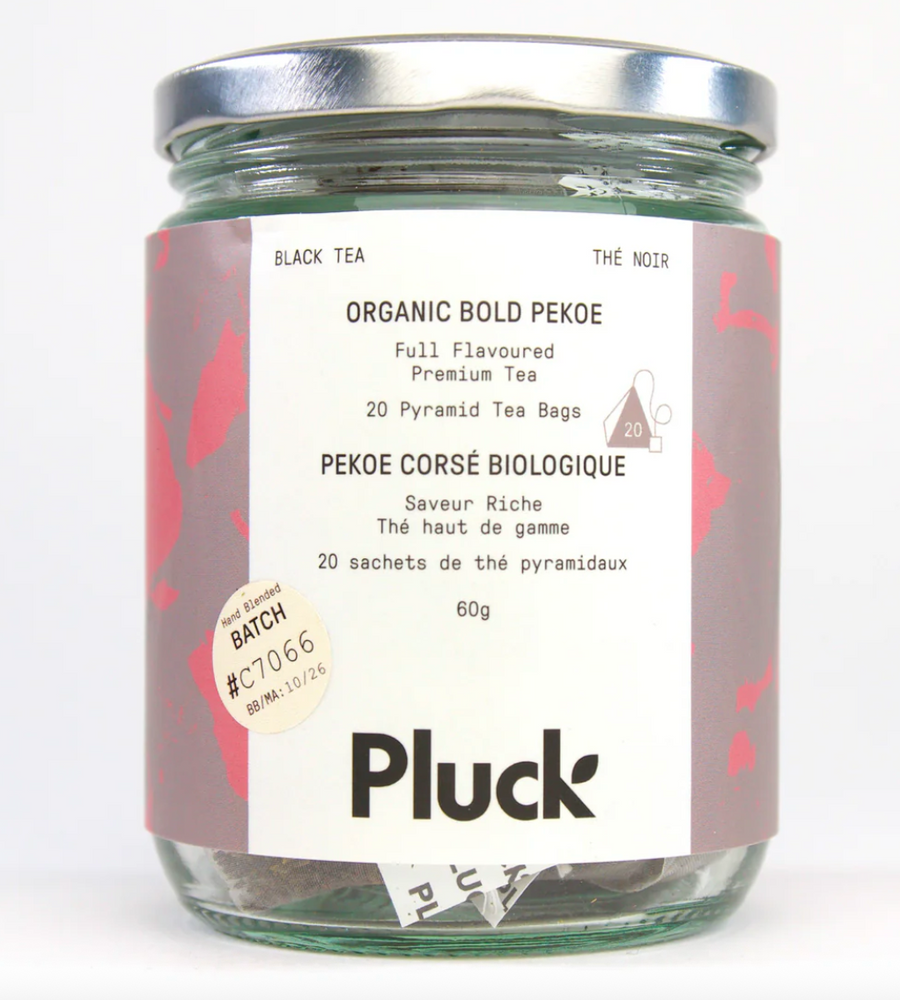 BLACK TEA
THÉ NOIR
ORGANIC BOLD PEKOE
Full Flavoured
Premium Tea
20 Pyramid Tea Bags
20
PEKOE CORSÉ BIOLOGIQUE
Saveur Riche
Thé haut de gamme
20 sachets de thé pyramidaux
60g
Hand Blended
BATCH
#C7066
BB/MA:10/26
Pluck